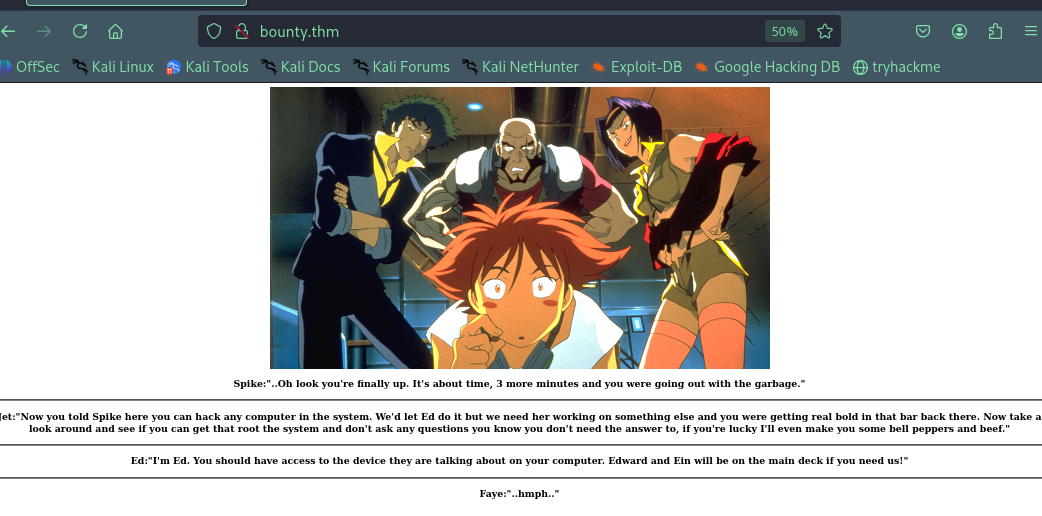 bounty.thm
50%
OffSec Kali Linux Kali Tools Kali Docs Kali Forums Kali NetHunter Exploit-DB Google Hacking DB tryhackme
Spike:"..Oh look you're finally up. It's about time, 3 more minutes and you were going out with the garbage."
Jet:"Now you told Spike here you can hack any computer in the system. We'd let Ed do it but we need her working on something else and you were getting real bold in that bar back there. Now take a
look around and see if you can get that root the system and don't ask any questions you know you don't need the answer to, if you're lucky I'll even make you some bell peppers and beef."
Ed:"I'm Ed. You should have access to the device they are talking about on your computer. Edward and Ein will be on the main deck if you need us!"
Faye:"..hmph.."